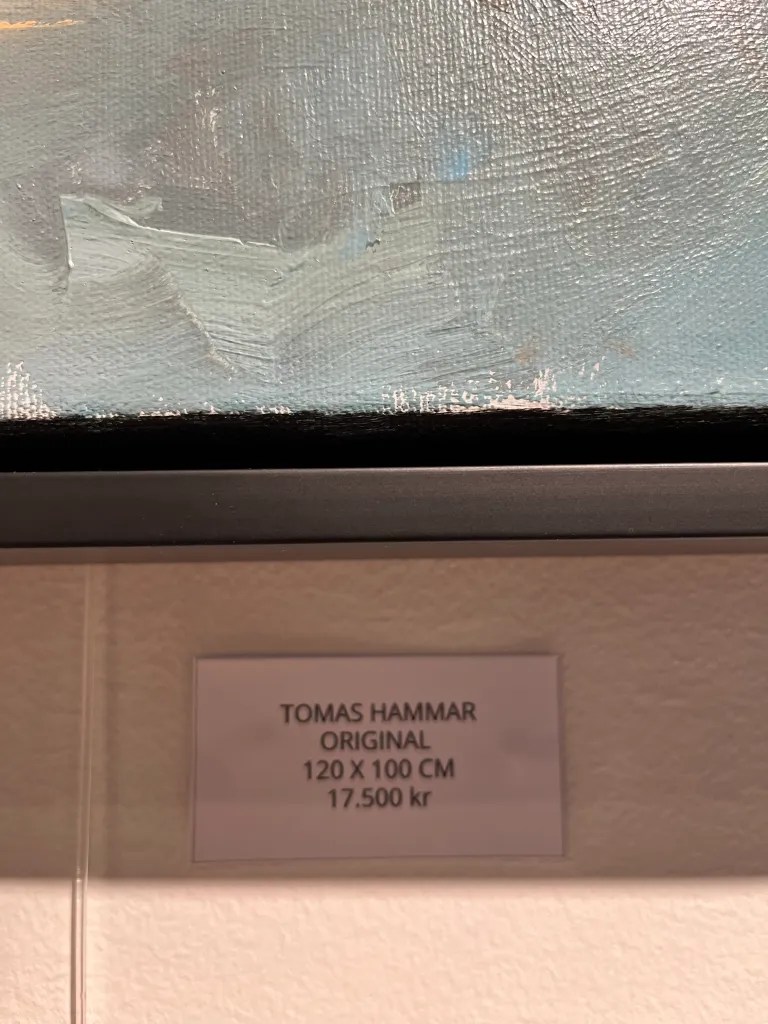 TOMAS HAMMAR
ORIGINAL
120 X 100 CM
17.500 kr